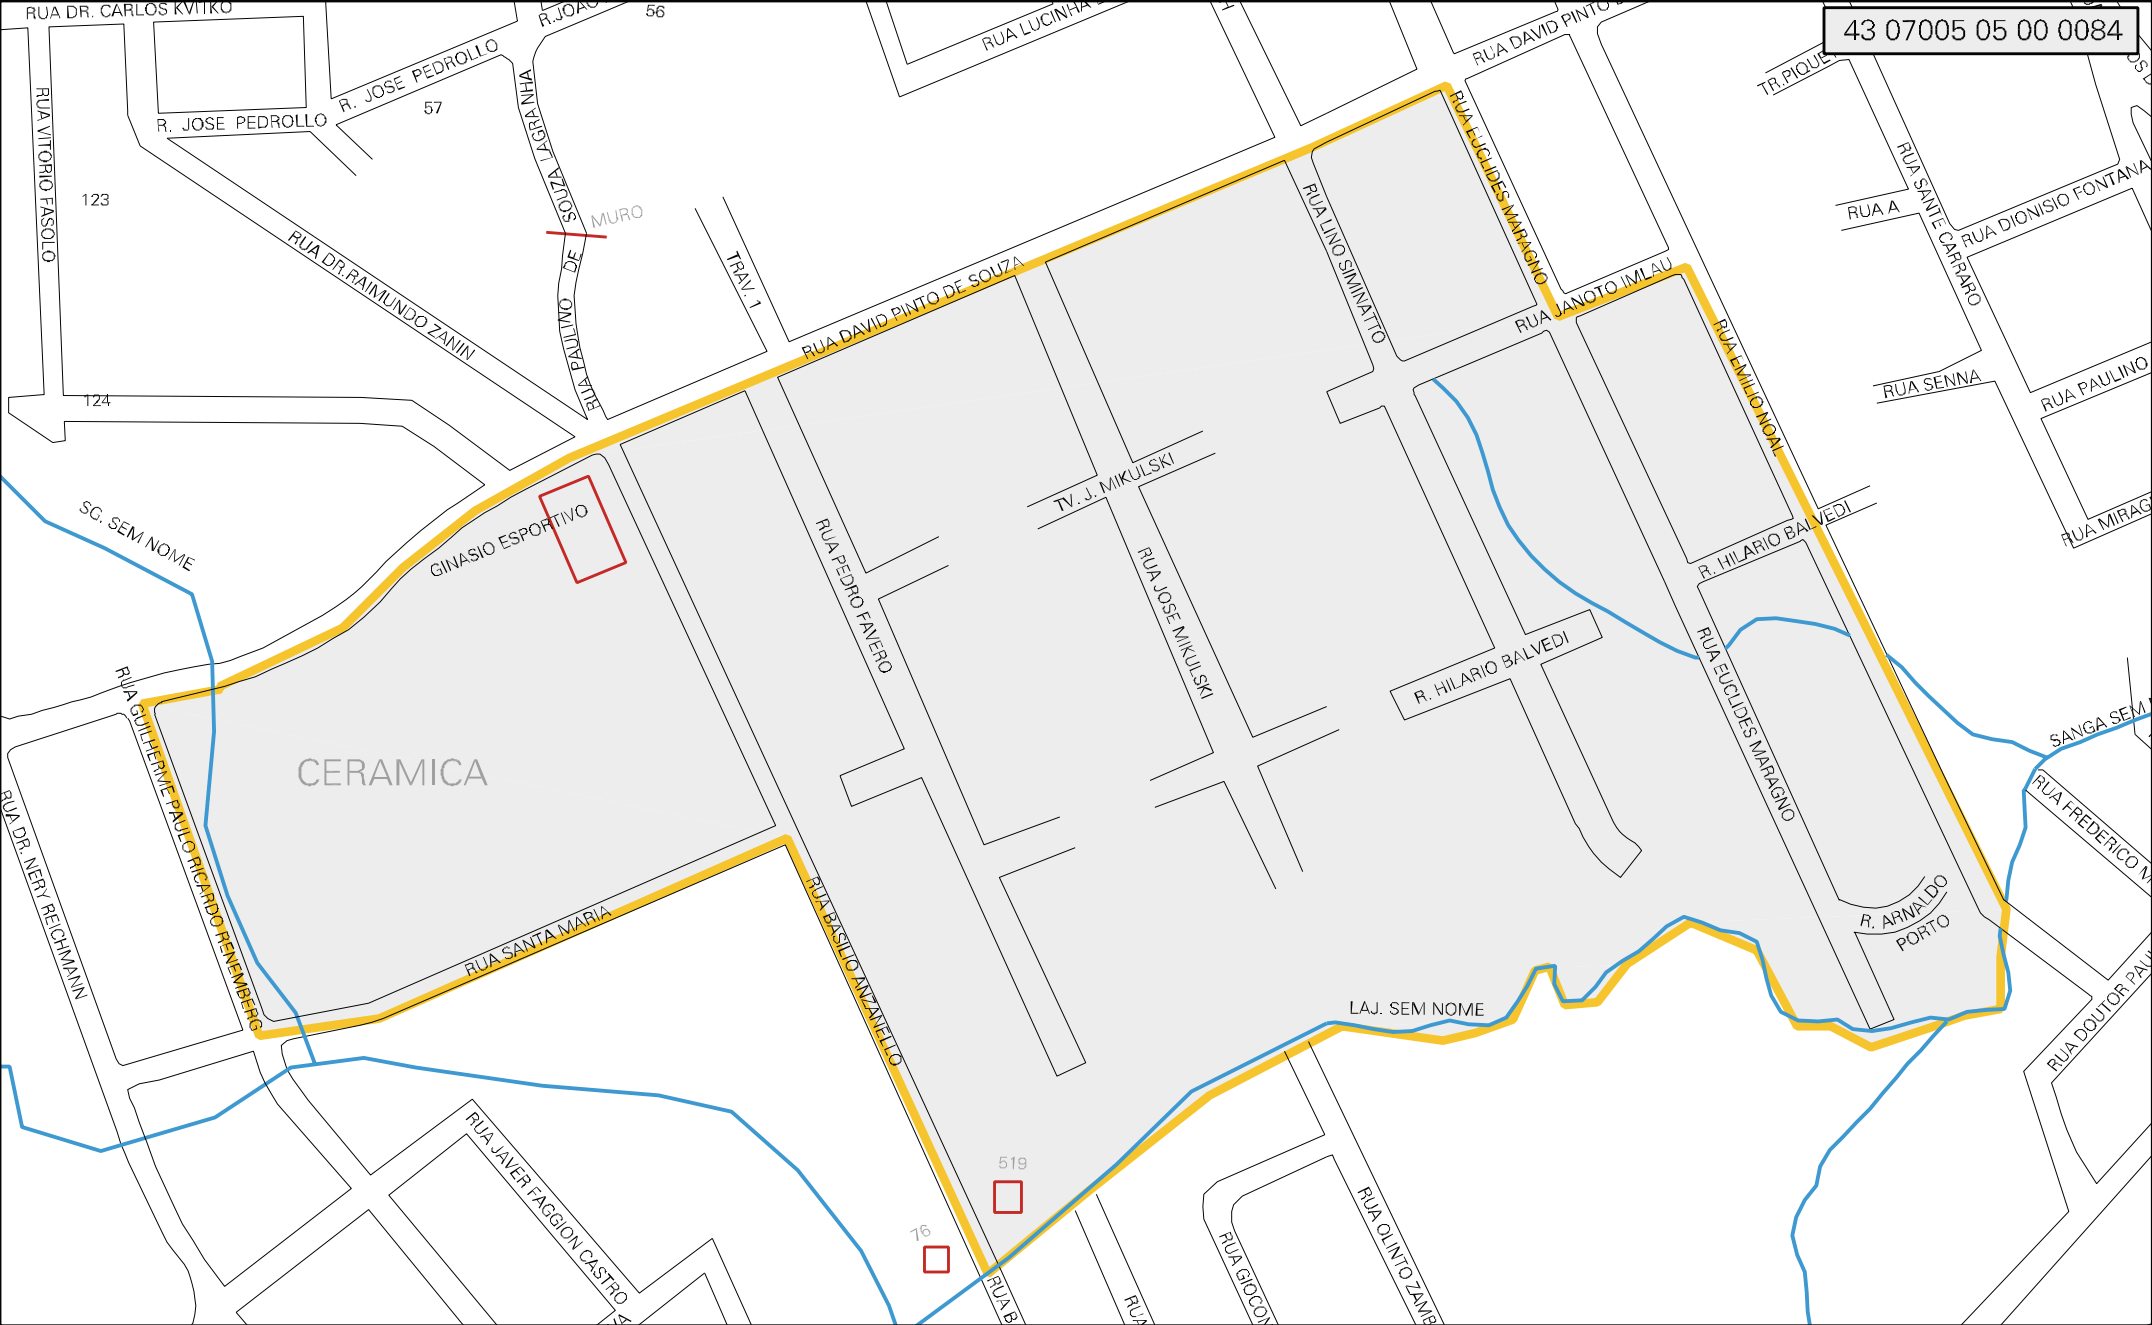 RUA DR. CARLOS KVITKO
56
RUA DAVID PINTO
43 07005 05 00 0084
R. JOSE PEDROLLO
R. JOSE PEDROLLO
57
RUA VITORIO FASOLO
RUA PAULINO DE SOUZA LAGRANHA
RUA LUCINHA
TR.PIQUE
123
MURO
RUA EUCLIDES MARAGNO
RUA SANTE CARRARO
RUA A
RUA DIONISIO FONTANA
RUA DR.RAIMUNDO ZANIN
TRAV. 1
RUA DAVID PINTO DE SOUZA
RUA LINO SIMINATTO
RUA JANOTO IMLAU
RUA EMILIO NOAL
RUA SENNA
RUA PAULINO
124
SG. SEM NOME
GINASIO ESPORTIVO
TV. J. MIKULSKI
R. HILARIO BALVEDI
RUA PEDRO FAVERO
RUA JOSE MIKULSKI
R. HILARIO BALVEDI
RUA EUCLIDES MARAGNO
SANGA SEM
CERAMICA
RUA GUILHERME PAULO RICARDO RENEMBERG
RUA DR. NERY REICHMANN
RUA SANTA MARIA
RUA BASILIO ANZANELLO
RUA FREDERICO
R. ARNALDO
PORTO
LAJ. SEM NOME
RUA DOUTOR
RUA JAVER FAGGION CASTRO
519
76
RUA B
RUA
RUA GIOCON
RUA OLINTO ZAMB